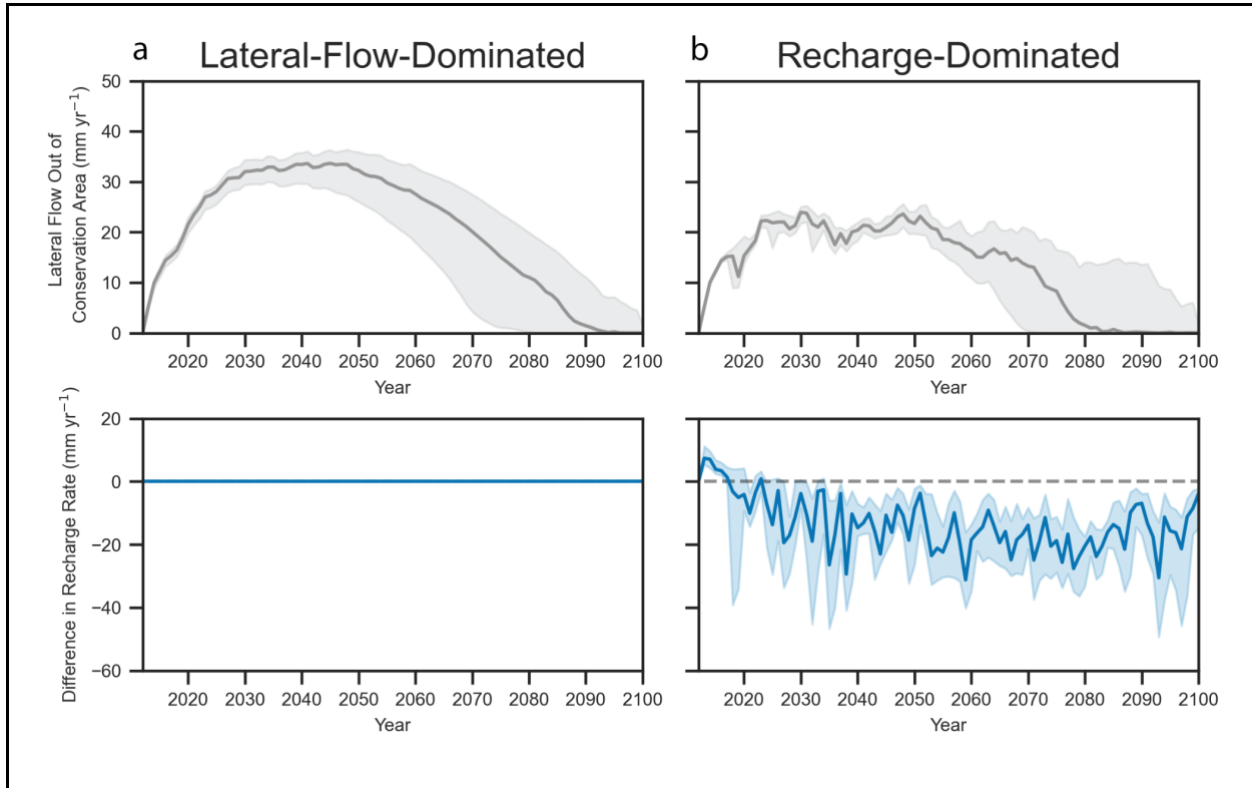 a Lateral-Flow-Dominated
b Recharge-Dominated
Lateral Flow Out of
Conservation Area (mm yr⁻¹)
50
40
30
20
10
0
2020 2030 2040 2050 2060 2070 2080 2090 2100
Year
2020 2030 2040 2050 2060 2070 2080 2090 2100
Year
Difference in Recharge Rate (mm yr⁻¹)
20
0
−20
−40
−60
2020 2030 2040 2050 2060 2070 2080 2090 2100
Year
2020 2030 2040 2050 2060 2070 2080 2090 2100
Year